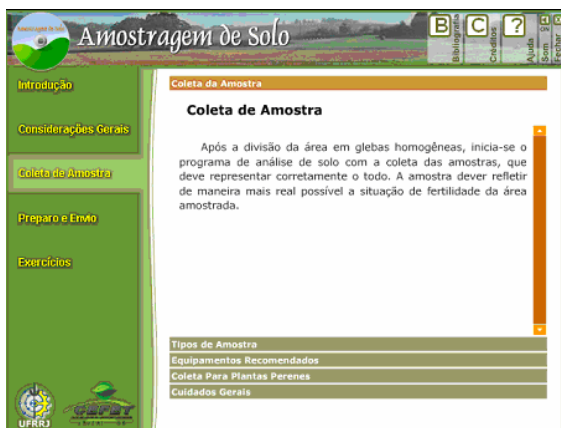 Amostragem de Solo
B
Bibliografia
C
Créditos
?
Ajuda
ON
Som
Fechar
Introdução
Considerações Gerais
Coleta de Amostra
Preparo e Envio
Exercícios
Coleta da Amostra
Coleta de Amostra
Após a divisão da área em glebas homogêneas, inicia-se o
programa de análise de solo com a coleta das amostras, que
deve representar corretamente o todo. A amostra dever refletir
de maneira mais real possível a situação de fertilidade da área
amostrada.
Tipos de Amostra
Equipamentos Recomendados
Coleta Para Plantas Perenes
Cuidados Gerais
UFRRJ
CEFET